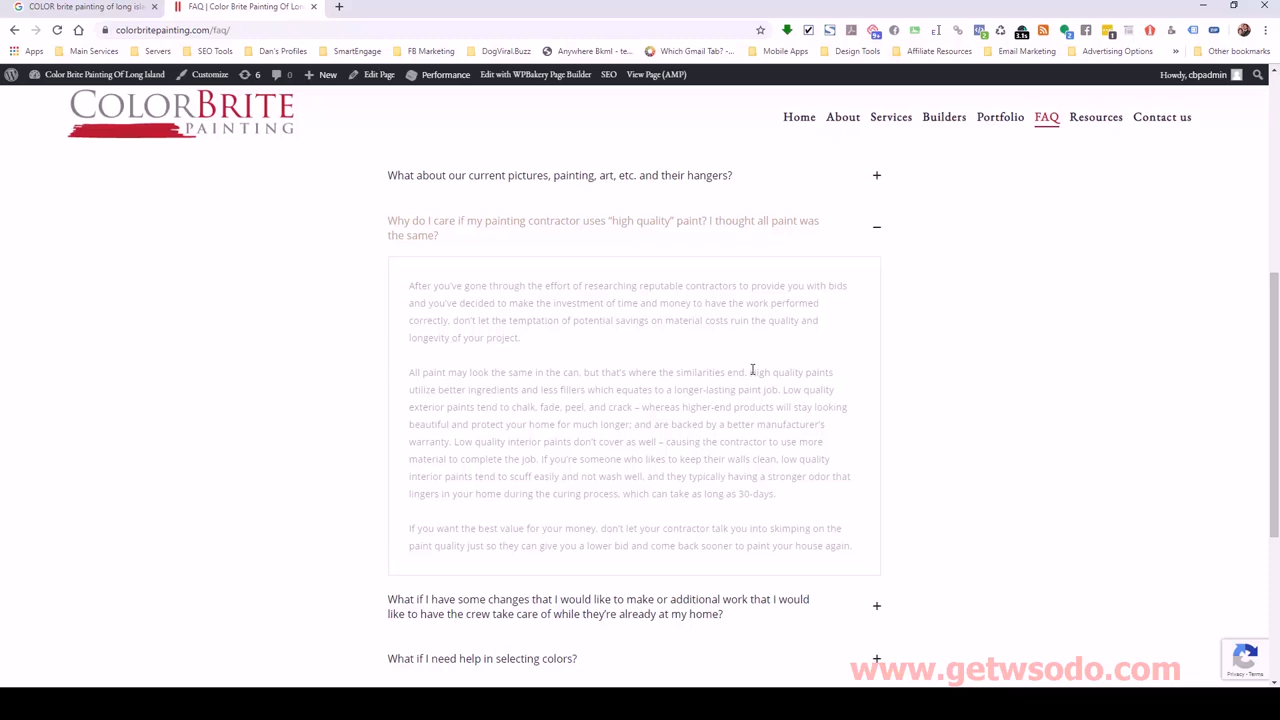 COLOR brite painting of long isla
FAQ | Color Brite Painting Of Lon
colorbritepainting.com/faq/
Apps Main Services Servers SEO Tools Dan's Profiles SmartEngage FB Marketing DogViral.Buzz Anywhere Bkml - te... Which Gmail Tab? -... Mobile Apps Design Tools Affiliate Resources Email Marketing Advertising Options » Other bookmarks
Color Brite Painting Of Long Island Customize 6 0 New Edit Page Performance Edit with WPBakery Page Builder SEO View Page (AMP) Howdy, cbpadmin
COLORBRITE
PAINTING
Home About Services Builders Portfolio FAQ Resources Contact us
What about our current pictures, painting, art, etc. and their hangers? +
Why do I care if my painting contractor uses “high quality” paint? I thought all paint was
the same?
After you’ve gone through the effort of researching reputable contractors to provide you with bids
and you’ve decided to make the investment of time and money to have the work performed
correctly, don’t let the temptation of potential savings on material costs ruin the quality and
longevity of your project.
All paint may look the same in the can, but that’s where the similarities end. High quality paints
utilize better ingredients and less fillers which equates to a longer-lasting paint job. Low quality
exterior paints tend to chalk, fade, peel, and crack – whereas higher-end products will stay looking
beautiful and protect your home for much longer; and are backed by a better manufacturer’s
warranty. Low quality interior paints don’t cover as well – causing the contractor to use more
material to complete the job. If you’re someone who likes to keep their walls clean, low quality
interior paints tend to scuff easily and not wash well, and they typically having a stronger odor that
lingers in your home during the curing process, which can take as long as 30-days.
If you want the best value for your money, don’t let your contractor talk you into skimping on the
paint quality just so they can give you a lower bid and come back sooner to paint your house again.
What if I have some changes that I would like to make or additional work that I would
like to have the crew take care of while they’re already at my home? +
What if I need help in selecting colors? +
www.getwsodo.com
Privacy - Terms